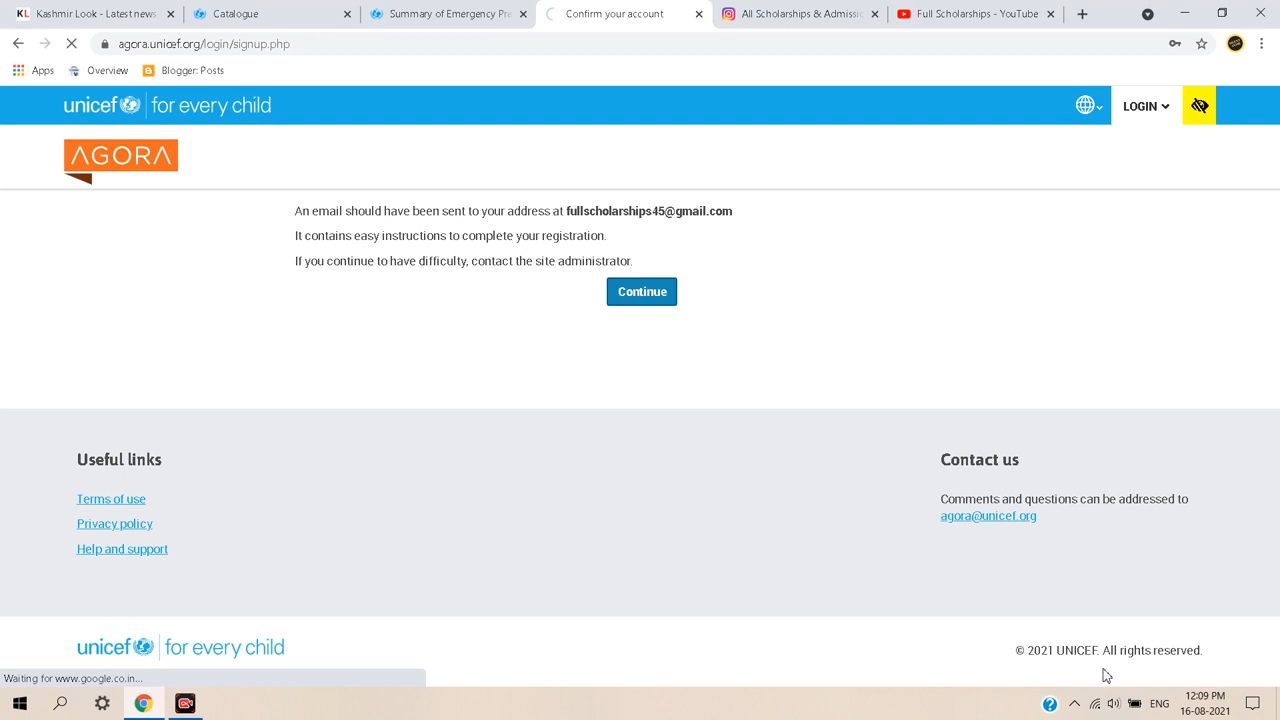 Kashmir Look - Latest news
Catalogue
Summary of Emergency Pre
Confirm your account
All Scholarships & Admissio
Full Scholarships - YouTube
agora.unicef.org/login/signup.php
Apps
Overview
Blogger: Posts
unicef for every child
LOGIN
AGORA
An email should have been sent to your address at fullscholarships45@gmail.com
It contains easy instructions to complete your registration.
If you continue to have difficulty, contact the site administrator.
Continue
Useful links
Terms of use
Privacy policy
Help and support
Contact us
Comments and questions can be addressed to
agora@unicef.org
unicef for every child
© 2021 UNICEF. All rights reserved.
Waiting for www.google.co.in...
ENG
12:09 PM
16-08-2021